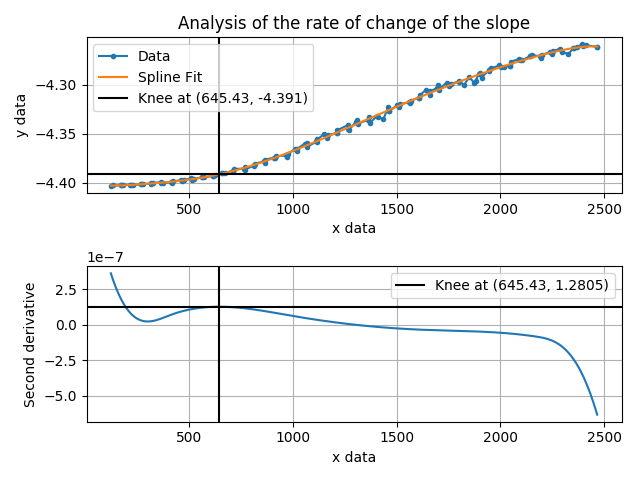 Analysis of the rate of change of the slope
Data
Spline Fit
Knee at (645.43, -4.391)
y data
−4.30
−4.35
−4.40
500 1000 1500 2000 2500
x data
1e−7
Knee at (645.43, 1.2805)
Second derivative
2.5
0.0
−2.5
−5.0
500 1000 1500 2000 2500
x data